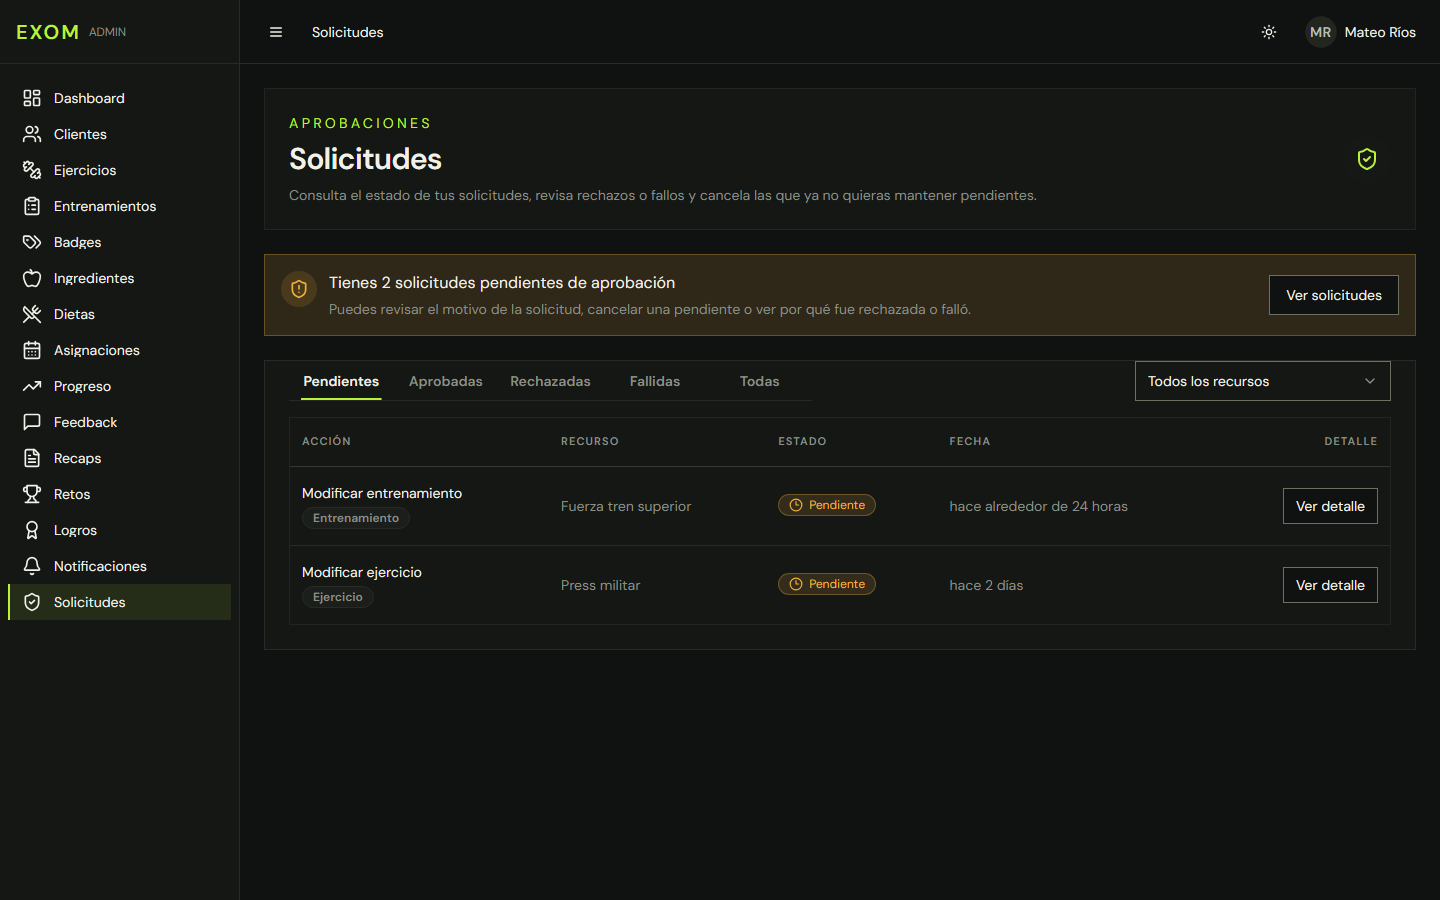 EXOM ADMIN
Solicitudes
MR Mateo Ríos
Dashboard
Clientes
Ejercicios
Entrenamientos
Badges
Ingredientes
Dietas
Asignaciones
Progreso
Feedback
Recaps
Retos
Logros
Notificaciones
Solicitudes
APROBACIONES
Solicitudes
Consulta el estado de tus solicitudes, revisa rechazos o fallos y cancela las que ya no quieras mantener pendientes.
Tienes 2 solicitudes pendientes de aprobación
Puedes revisar el motivo de la solicitud, cancelar una pendiente o ver por qué fue rechazada o falló.
Ver solicitudes
Pendientes Aprobadas Rechazadas Fallidas Todas
Todos los recursos
ACCIÓN RECURSO ESTADO FECHA DETALLE
Modificar entrenamiento
Entrenamiento
Fuerza tren superior Pendiente hace alrededor de 24 horas Ver detalle
Modificar ejercicio
Ejercicio
Press militar Pendiente hace 2 días Ver detalle